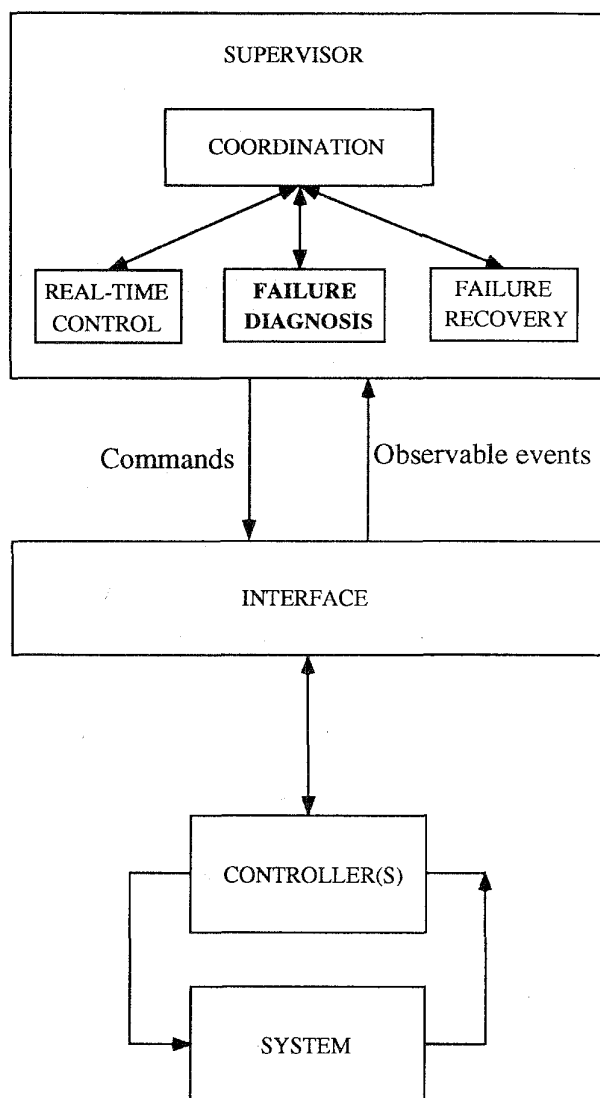 SUPERVISOR
COORDINATION
REAL-TIME
CONTROL
FAILURE
DIAGNOSIS
FAILURE
RECOVERY
Commands
Observable events
INTERFACE
CONTROLLER(S)
SYSTEM